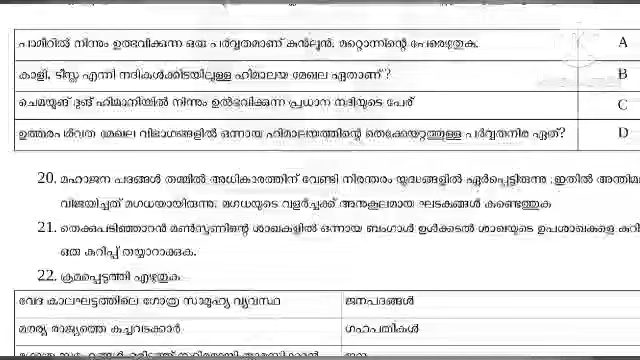 പാമീറിൽ നിന്നും ഉത്ഭവിക്കുന്ന ഒരു പർവ്വതമാണ് കുൻലൂൻ. മറ്റൊന്നിന്റെ പേരെഴുതുക. A
കാളി, ടീസ്ത എന്നി നദികൾക്കിടയിലുള്ള ഹിമാലയ മേഖല ഏതാണ് ? B
ചെമയുങ് ദുങ് ഹിമാനിയിൽ നിന്നും ഉൽഭവിക്കുന്ന പ്രധാന നദിയുടെ പേര് C
ഉത്തരപർവത മേഖല വിഭാഗങ്ങളിൽ ഒന്നായ ഹിമാലയത്തിന്റെ തെക്കേയറ്റത്തുള്ള പർവ്വതനിര ഏത്? D
20. മഹാജന പദങ്ങൾ തമ്മിൽ അധികാരത്തിന് വേണ്ടി നിരന്തരം യുദ്ധങ്ങളിൽ ഏർപ്പെട്ടിരുന്നു .ഇതിൽ അന്തിമ
വിജയിച്ചത് മഗധയായിരുന്നു. മഗധയുടെ വളർച്ചക്ക് അനുകൂലമായ ഘടകങ്ങൾ കണ്ടെത്തുക
21. തെക്കുപടിഞ്ഞാറൻ മൺസൂണിന്റെ ശാഖകളിൽ ഒന്നായ ബംഗാൾ ഉൾക്കടൽ ശാഖയുടെ ഉപശാഖകളെ കുറി
ഒരു കുറിപ്പ് തയ്യാറാക്കുക.
22. ക്രമപ്പെടുത്തി എഴുതുക
വേദ കാലഘട്ടത്തിലെ ഗോത്ര സാമൂഹ്യ വ്യവസ്ഥ ജനപദങ്ങൾ
മൗര്യ രാജ്യത്തെ കച്ചവടക്കാർ ഗഹപതികൾ